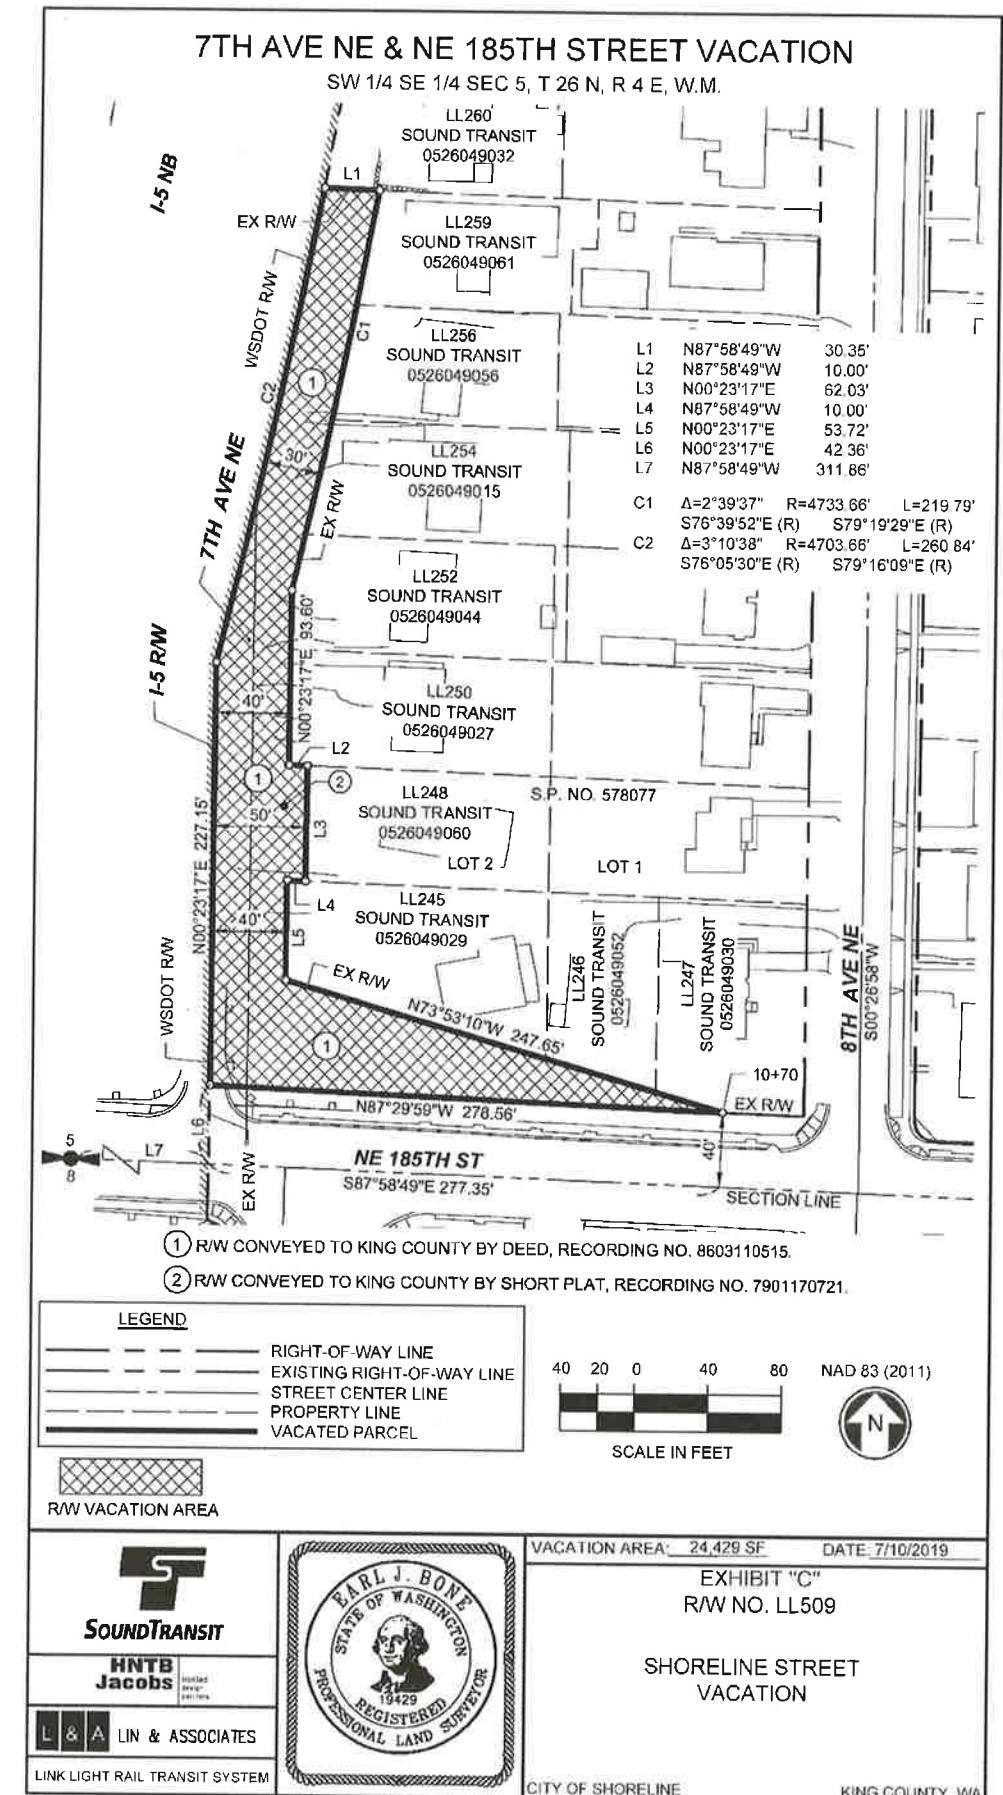 7TH AVE NE & NE 185TH STREET VACATION
SW 1/4 SE 1/4 SEC 5, T 26 N, R 4 E, W.M.
LL260
SOUND TRANSIT
0526049032
I-5 NB
L1
EX R/W
LL259
SOUND TRANSIT
0526049061
WSDOT R/W
C1
LL256
SOUND TRANSIT
0526049056
1
C2
L1 N87°58'49"W 30.35'
L2 N87°58'49"W 10.00'
L3 N00°23'17"E 62.03'
L4 N87°58'49"W 10.00'
L5 N00°23'17"E 53.72'
L6 N00°23'17"E 42.36'
L7 N87°58'49"W 311.86'
C1 Δ=2°39'37" R=4733.66' L=219.79'
S76°39'52"E (R) S79°19'29"E (R)
C2 Δ=3°10'38" R=4703.66' L=260.84'
S76°05'30"E (R) S79°16'09"E (R)
7TH AVE NE
30'
EX R/W
LL254
SOUND TRANSIT
0526049015
LL252
SOUND TRANSIT
0526049044
I-5 R/W
N00°23'17"E 93.60'
40'
LL250
SOUND TRANSIT
0526049027
L2
1
2
50'
L3
LL248
SOUND TRANSIT
0526049060
LOT 2
S.P. NO. 578077
LOT 1
N00°23'17"E 227.15'
L4
40'
L5
LL245
SOUND TRANSIT
0526049029
EX R/W
WSDOT R/W
LL246
SOUND TRANSIT
0526049052
LL247
SOUND TRANSIT
0526049030
8TH AVE NE
S00°26'58"W
N73°53'10"W 247.65'
1
10+70
EX R/W
N87°29'59"W 278.56'
L6
5
8
L7
EX R/W
NE 185TH ST
S87°58'49"E 277.35'
40'
SECTION LINE
1 R/W CONVEYED TO KING COUNTY BY DEED, RECORDING NO. 8603110515.
2 R/W CONVEYED TO KING COUNTY BY SHORT PLAT, RECORDING NO. 7901170721.
LEGEND
RIGHT-OF-WAY LINE
EXISTING RIGHT-OF-WAY LINE
STREET CENTER LINE
PROPERTY LINE
VACATED PARCEL
R/W VACATION AREA
40 20 0 40 80
SCALE IN FEET
NAD 83 (2011)
N
SOUNDTRANSIT
HNTB
Jacobs
L & A LIN & ASSOCIATES
LINK LIGHT RAIL TRANSIT SYSTEM
EARL J. BONE
STATE OF WASHINGTON
19429
REGISTERED
PROFESSIONAL LAND SURVEYOR
VACATION AREA: 24,429 SF DATE: 7/10/2019
EXHIBIT "C"
R/W NO. LL509
SHORELINE STREET
VACATION
CITY OF SHORELINE KING COUNTY, WA